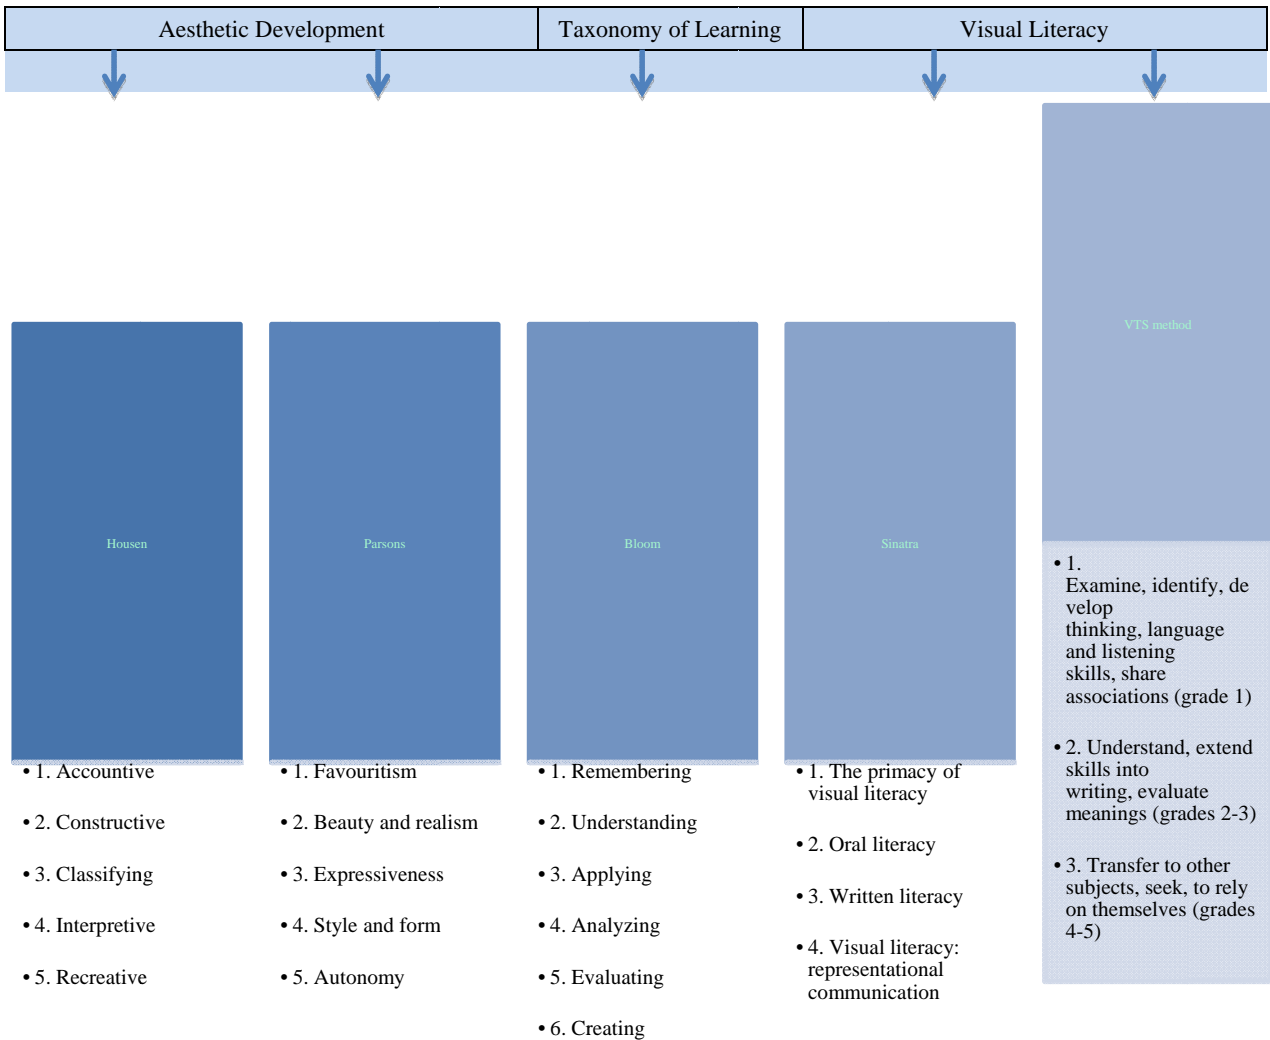 Aesthetic Development
Taxonomy of Learning
Visual Literacy
Housen
• 1. Accountive
• 2. Constructive
• 3. Classifying
• 4. Interpretive
• 5. Recreative
Parsons
• 1. Favouritism
• 2. Beauty and realism
• 3. Expressiveness
• 4. Style and form
• 5. Autonomy
Bloom
• 1. Remembering
• 2. Understanding
• 3. Applying
• 4. Analyzing
• 5. Evaluating
• 6. Creating
Sinatra
• 1. The primacy of
visual literacy
• 2. Oral literacy
• 3. Written literacy
• 4. Visual literacy:
representational
communication
VTS method
• 1.
Examine, identify, de
velop
thinking, language
and listening
skills, share
associations (grade 1)
• 2. Understand, extend
skills into
writing, evaluate
meanings (grades 2-3)
• 3. Transfer to other
subjects, seek, to rely
on themselves (grades
4-5)